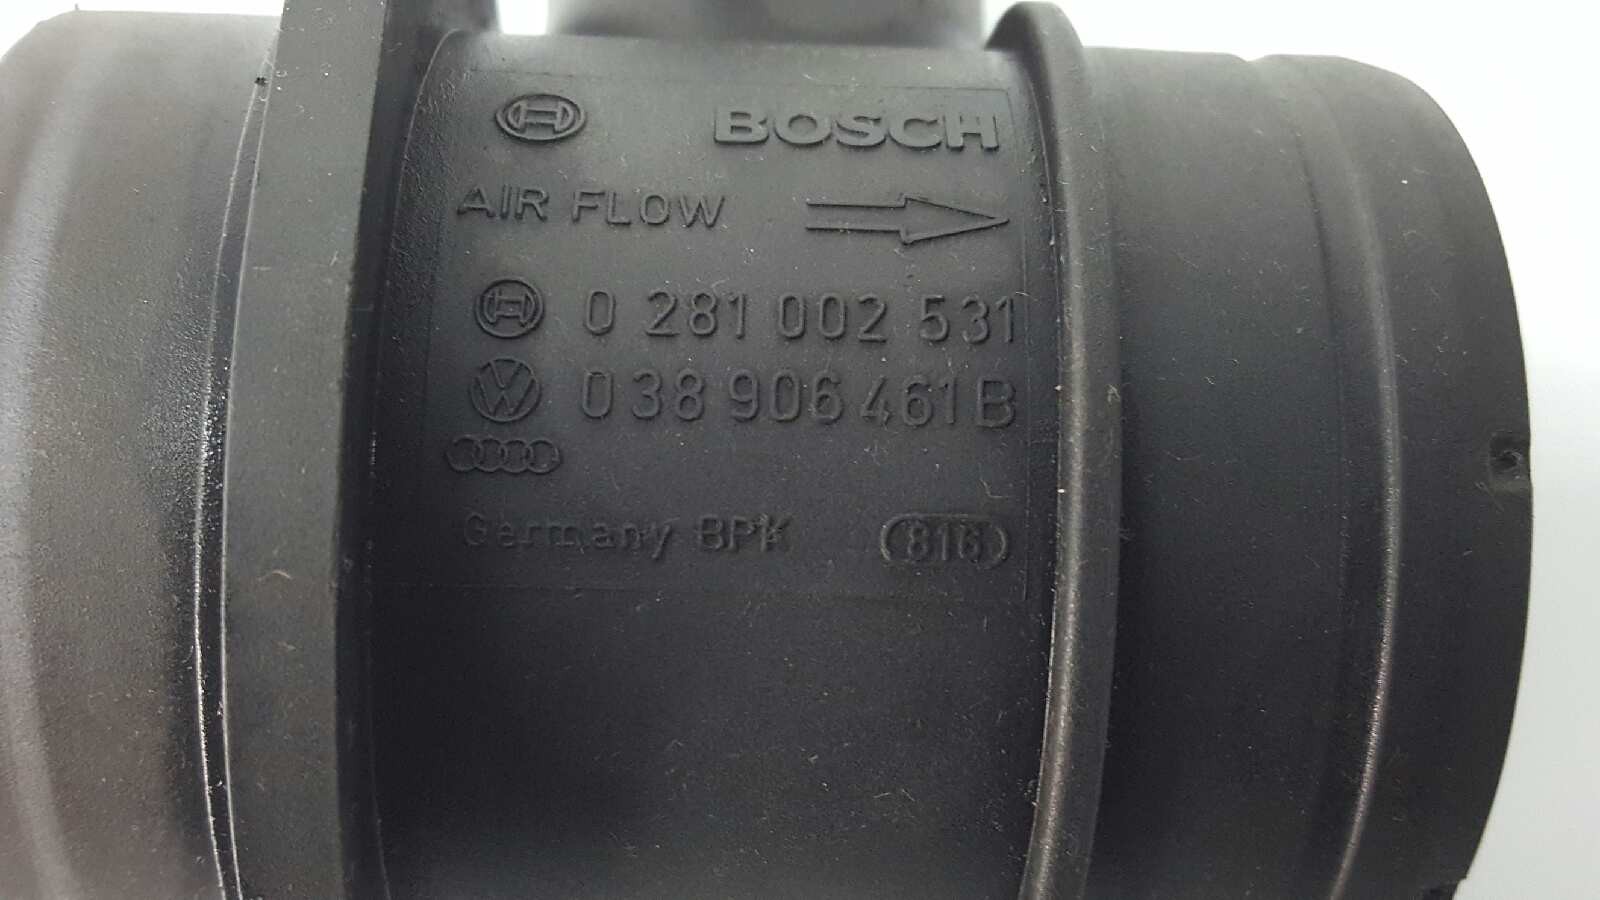 BOSCH
AIR FLOW
0 281 002 531
038 906 461 B
Germany BPK 816